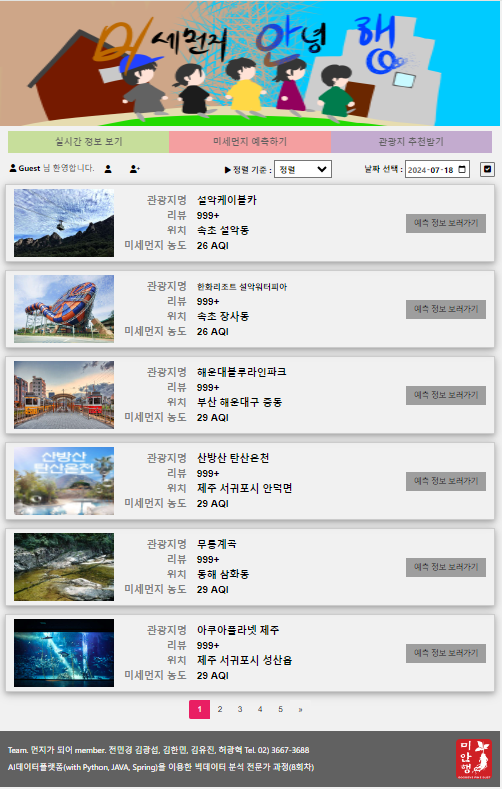 미세먼지 안녕 행
실시간 정보 보기 미세먼지 예측하기 관광지 추천받기
Guest 님 환영합니다. ▶ 정렬 기준 : 정렬 날짜 선택 : 2024-07-18
관광지명 설악케이블카
리뷰 999+
위치 속초 설악동
미세먼지 농도 26 AQI
예측 정보 보러가기
관광지명 한화리조트 설악워터피아
리뷰 999+
위치 속초 장사동
미세먼지 농도 26 AQI
예측 정보 보러가기
관광지명 해운대블루라인파크
리뷰 999+
위치 부산 해운대구 중동
미세먼지 농도 29 AQI
예측 정보 보러가기
산방산
탄산온천
관광지명 산방산 탄산온천
리뷰 999+
위치 제주 서귀포시 안덕면
미세먼지 농도 29 AQI
예측 정보 보러가기
관광지명 무릉계곡
리뷰 999+
위치 동해 삼화동
미세먼지 농도 29 AQI
예측 정보 보러가기
관광지명 아쿠아플라넷 제주
리뷰 999+
위치 제주 서귀포시 성산읍
미세먼지 농도 29 AQI
예측 정보 보러가기
1 2 3 4 5 »
Team. 먼지가 되어 member. 전민경 김광섭, 김한민, 김유진, 허광혁 Tel. 02) 3667-3688
AI데이터플랫폼(with Python, JAVA, Spring)을 이용한 빅데이터 분석 전문가 과정(8회차)
미
안
행